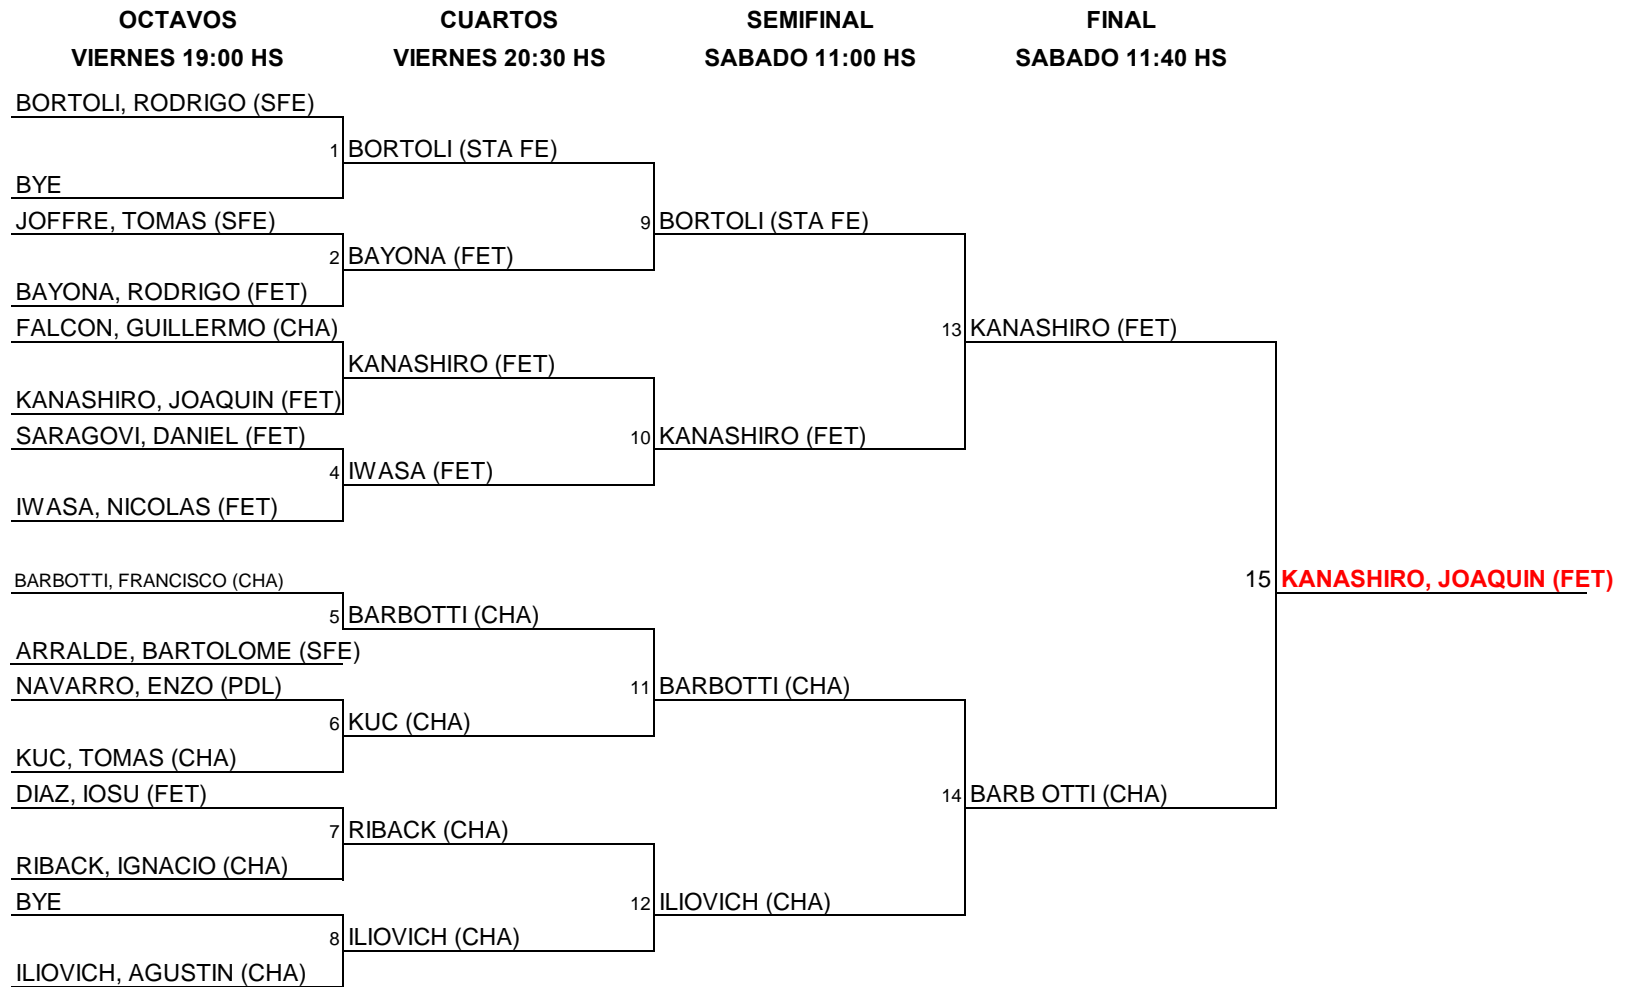 OCTAVOS CUARTOS SEMIFINAL FINAL
VIERNES 19:00 HS VIERNES 20:30 HS SABADO 11:00 HS SABADO 11:40 HS
BORTOLI, RODRIGO (SFE)
1 BORTOLI (STA FE)
BYE
JOFFRE, TOMAS (SFE)
9 BORTOLI (STA FE)
2 BAYONA (FET)
BAYONA, RODRIGO (FET)
FALCON, GUILLERMO (CHA)
13 KANASHIRO (FET)
KANASHIRO (FET)
KANASHIRO, JOAQUIN (FET)
SARAGOVI, DANIEL (FET)
10 KANASHIRO (FET)
4 IWASA (FET)
IWASA, NICOLAS (FET)
BARBOTTI, FRANCISCO (CHA)
15 KANASHIRO, JOAQUIN (FET)
5 BARBOTTI (CHA)
ARRALDE, BARTOLOME (SFE)
NAVARRO, ENZO (PDL)
11 BARBOTTI (CHA)
6 KUC (CHA)
KUC, TOMAS (CHA)
DIAZ, IOSU (FET)
14 BARB OTTI (CHA)
7 RIBACK (CHA)
RIBACK, IGNACIO (CHA)
BYE
12 ILIOVICH (CHA)
8 ILIOVICH (CHA)
ILIOVICH, AGUSTIN (CHA)